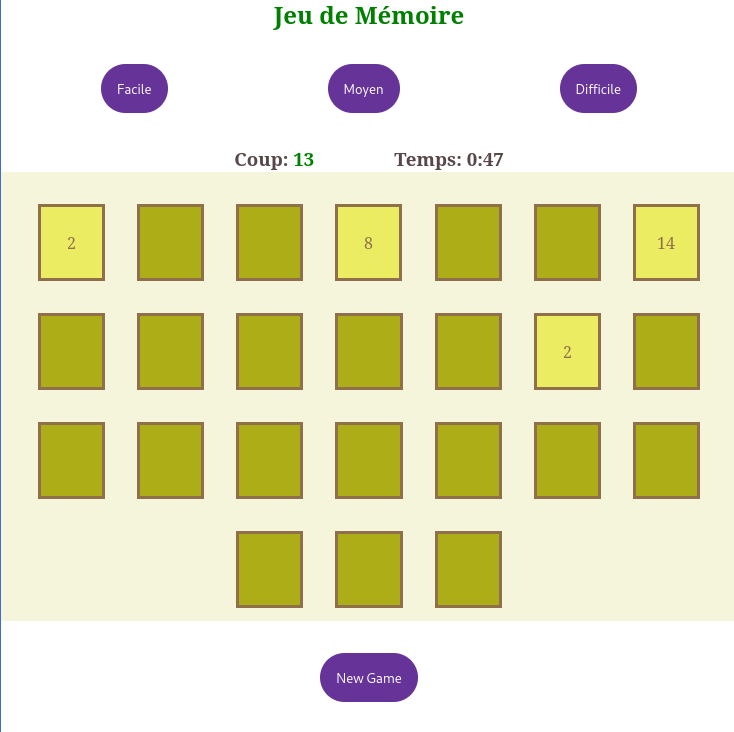 Jeu de Mémoire
Facile Moyen Difficile
Coup: 13 Temps: 0:47
2 8 14
2
New Game